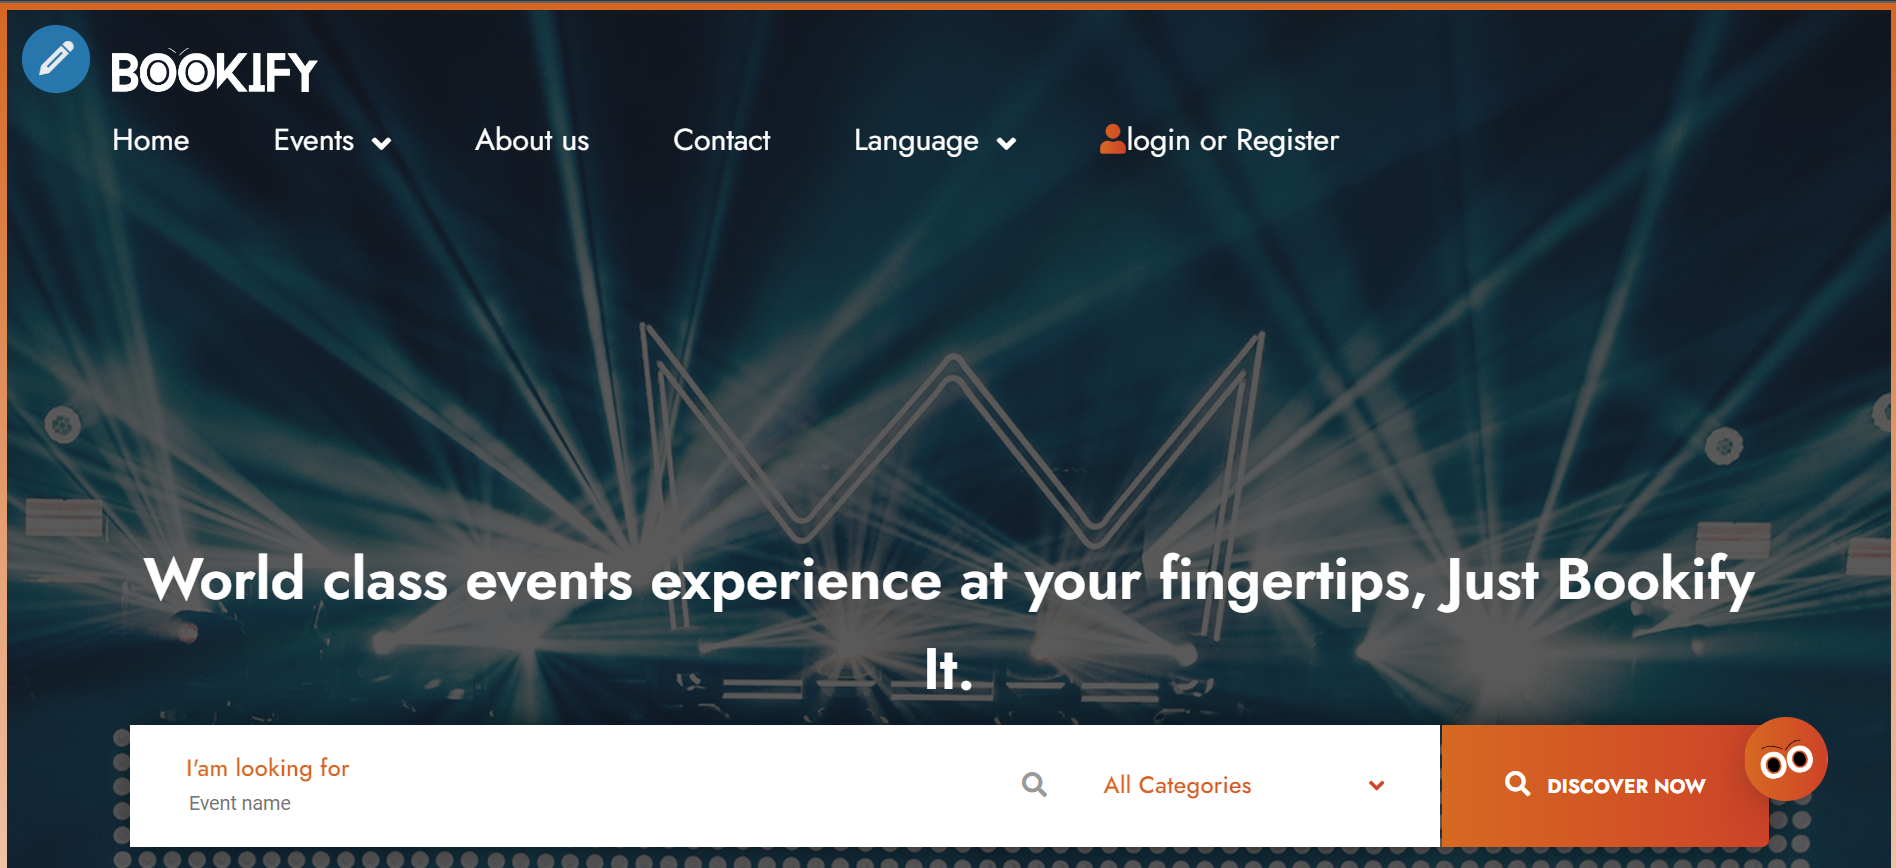 BOOKIFY
Home Events About us Contact Language login or Register
World class events experience at your fingertips, Just Bookify
It.
I'am looking for
Event name
All Categories
DISCOVER NOW